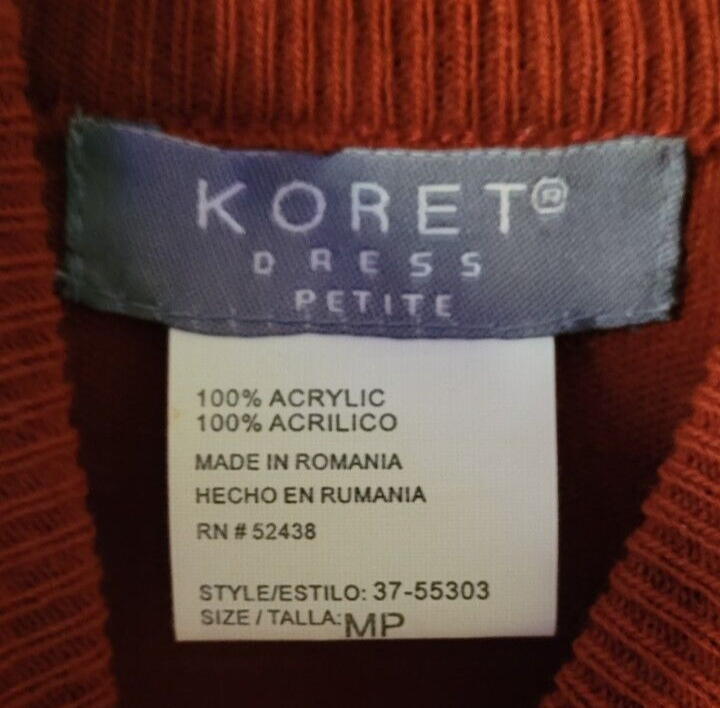 KORET®
DRESS
PETITE
100% ACRYLIC
100% ACRILICO
MADE IN ROMANIA
HECHO EN RUMANIA
RN # 52438
STYLE/ESTILO: 37-55303
SIZE / TALLA: MP